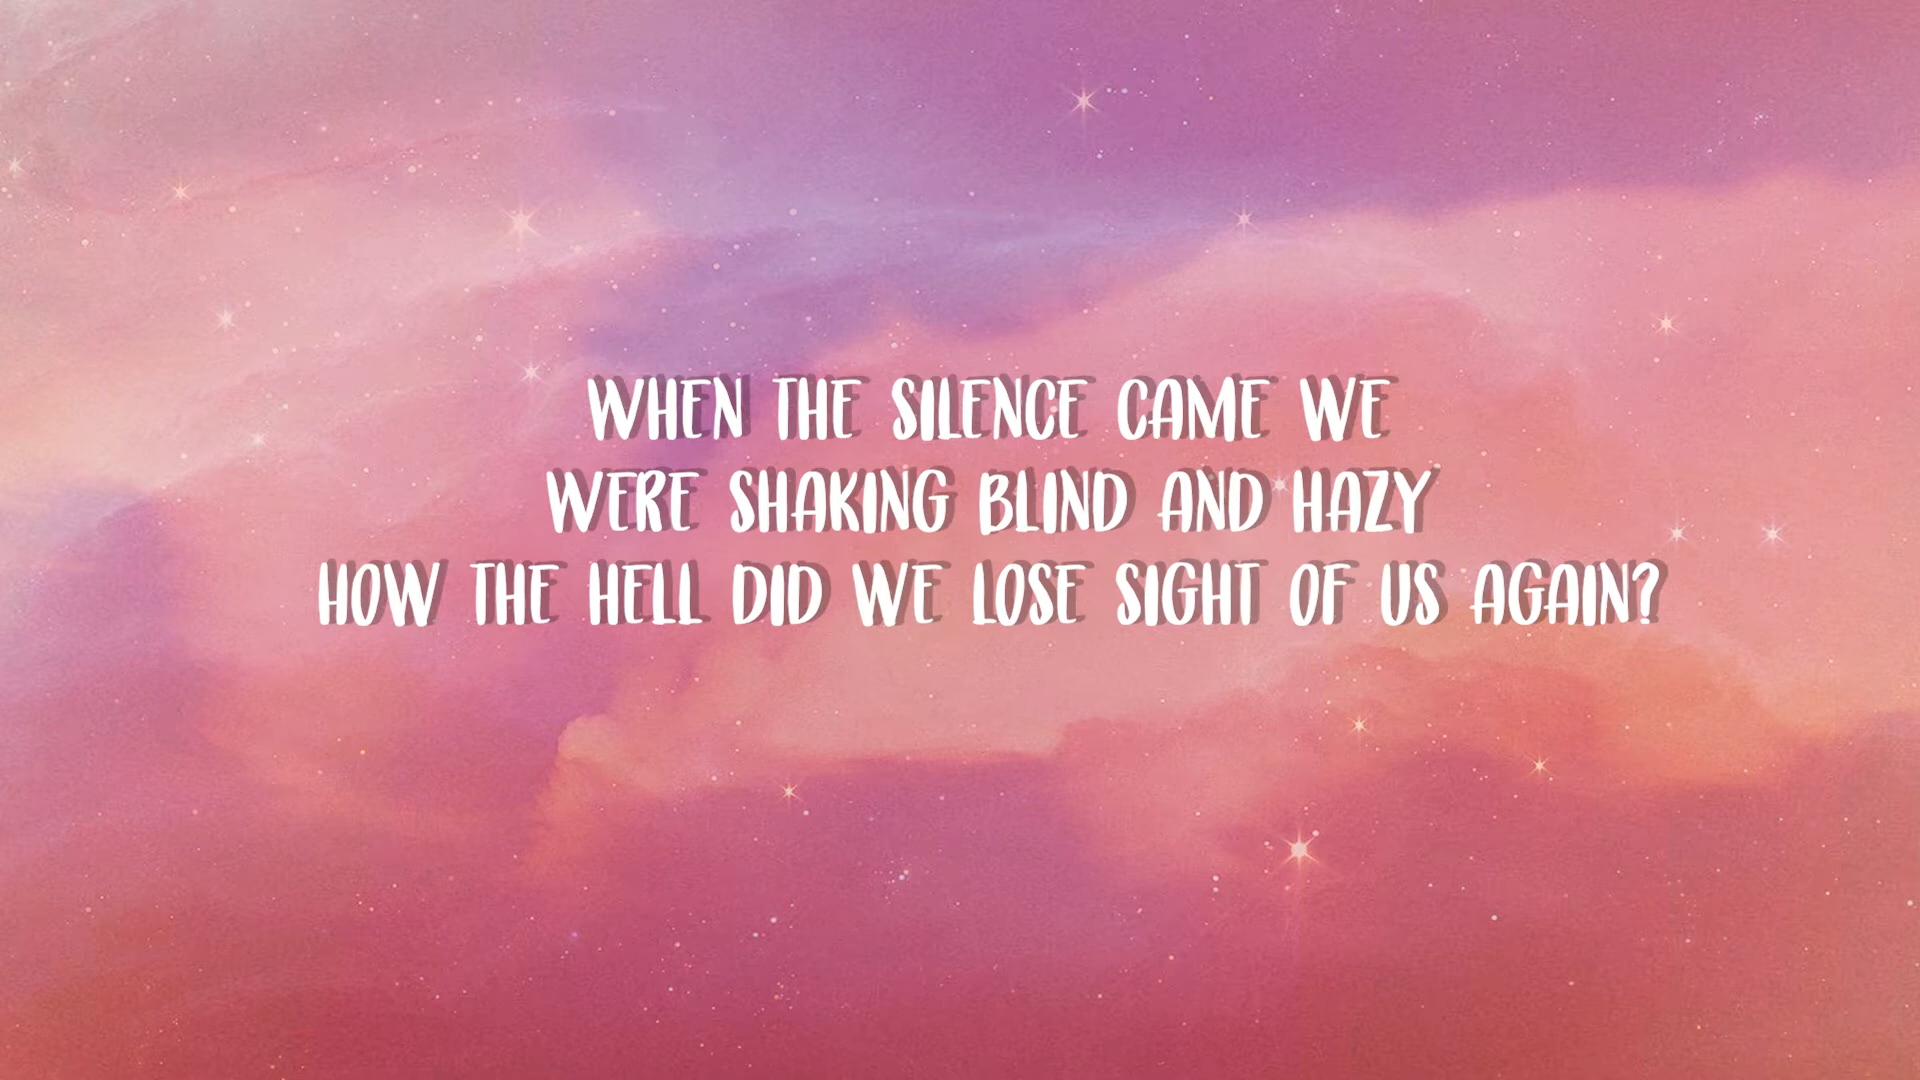 WHEN THE SILENCE CAME WE
WERE SHAKING BLIND AND HAZY
HOW THE HELL DID WE LOSE SIGHT OF US AGAIN?